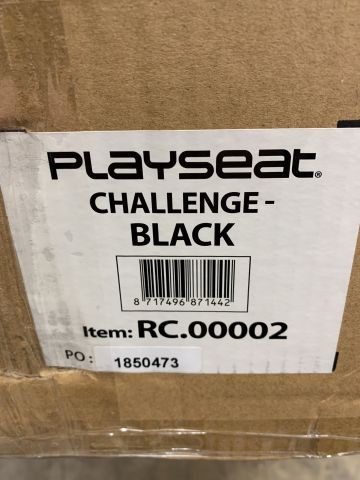 PLAYSEAT®
CHALLENGE -
BLACK
8 717496 871442
Item: RC.00002
PO : 1850473